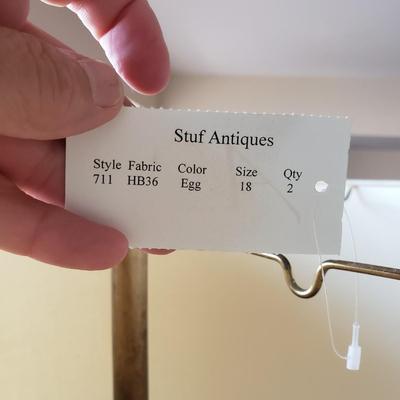 Stuf Antiques
Style Fabric Color Size Qty
711 HB36 Egg 18 2